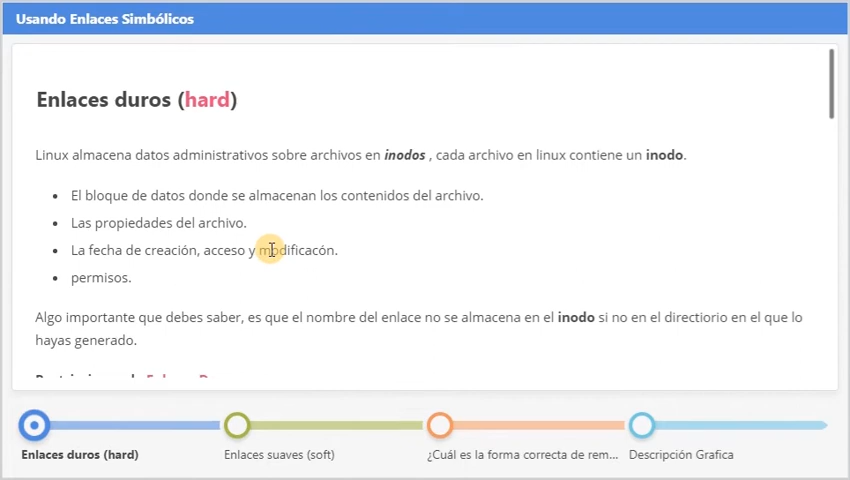 Usando Enlaces Simbólicos
Enlaces duros (hard)
Linux almacena datos administrativos sobre archivos en inodos , cada archivo en linux contiene un inodo.
El bloque de datos donde se almacenan los contenidos del archivo.
Las propiedades del archivo.
La fecha de creación, acceso y modificacón.
permisos.
Algo importante que debes saber, es que el nombre del enlace no se almacena en el inodo si no en el directiorio en el que lo
hayas generado.
Enlaces duros (hard)
Enlaces suaves (soft)
¿Cuál es la forma correcta de rem...
Descripción Grafica